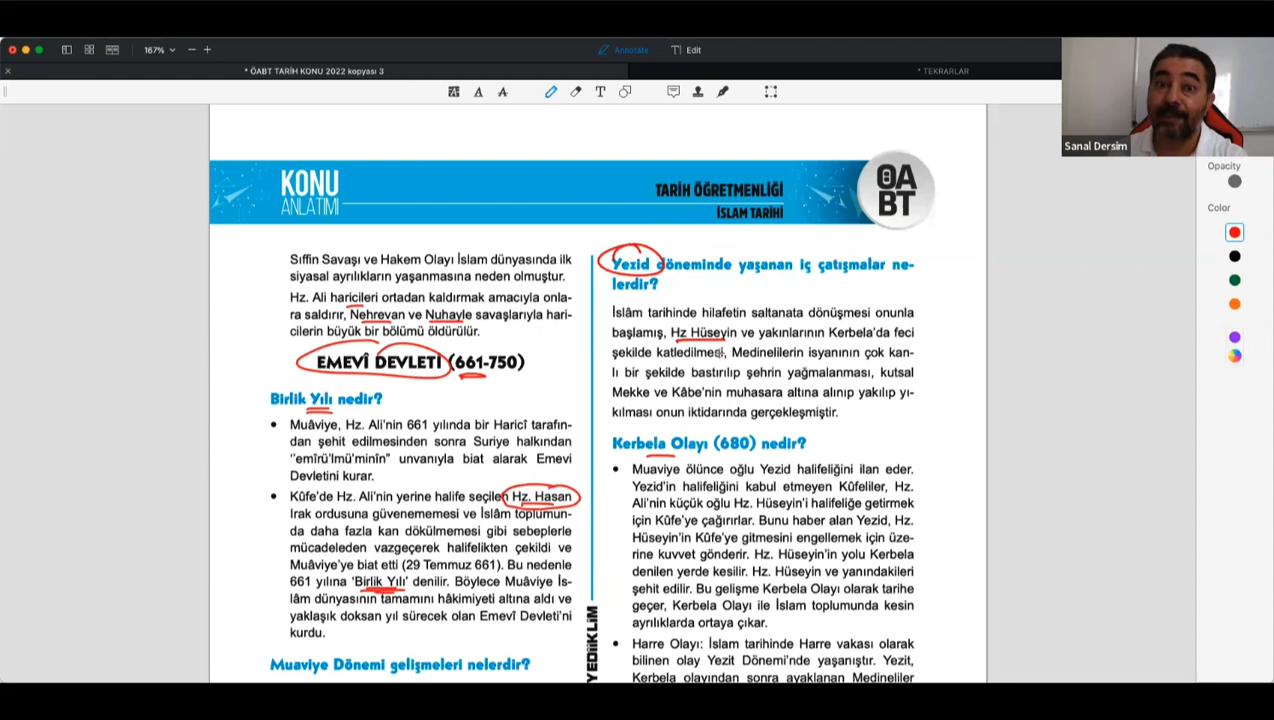 167%
Annotate
Edit
* ÖABT TARİH KONU 2022 kopyası 3
* TEKRARLAR
Sanal Dersim
Opacity
Color
KONU
ANLATIMI
TARİH ÖĞRETMENLİĞİ
İSLAM TARİHİ
ÖA
BT
Sıffin Savaşı ve Hakem Olayı İslam dünyasında ilk
siyasal ayrılıkların yaşanmasına neden olmuştur.
Hz. Ali haricileri ortadan kaldırmak amacıyla onla-
ra saldırır, Nehrevan ve Nuhayle savaşlarıyla hari-
cilerin büyük bir bölümü öldürülür.
EMEVÎ DEVLETİ (661-750)
Birlik Yılı nedir?
• Muâviye, Hz. Ali'nin 661 yılında bir Haricî tarafın-
dan şehit edilmesinden sonra Suriye halkından
‘‘emîrü’lmü’minîn’’ unvanıyla biat alarak Emevi
Devletini kurar.
• Kûfe’de Hz. Ali’nin yerine halife seçilen Hz. Hasan
Irak ordusuna güvenememesi ve İslâm toplumun-
da daha fazla kan dökülmemesi gibi sebeplerle
mücadeleden vazgeçerek halifelikten çekildi ve
Muâviye’ye biat etti (29 Temmuz 661). Bu nedenle
661 yılına ‘Birlik Yılı’ denilir. Böylece Muâviye İs-
lâm dünyasının tamamını hâkimiyeti altına aldı ve
yaklaşık doksan yıl sürecek olan Emevî Devleti’ni
kurdu.
Muaviye Dönemi gelişmeleri nelerdir?
YEDİİKLİM
Yezid döneminde yaşanan iç çatışmalar ne-
lerdir?
İslâm tarihinde hilafetin saltanata dönüşmesi onunla
başlamış, Hz Hüseyin ve yakınlarının Kerbela’da feci
şekilde katledilmesi, Medinelilerin isyanının çok kan-
lı bir şekilde bastırılıp şehrin yağmalanması, kutsal
Mekke ve Kâbe’nin muhasara altına alınıp yakılıp yı-
kılması onun iktidarında gerçekleşmiştir.
Kerbela Olayı (680) nedir?
• Muaviye ölünce oğlu Yezid halifeliğini ilan eder.
Yezid’in halifeliğini kabul etmeyen Kûfeliler, Hz.
Ali’nin küçük oğlu Hz. Hüseyin’i halifeliğe getirmek
için Kûfe’ye çağırırlar. Bunu haber alan Yezid, Hz.
Hüseyin’in Kûfe’ye gitmesini engellemek için üze-
rine kuvvet gönderir. Hz. Hüseyin’in yolu Kerbela
denilen yerde kesilir. Hz. Hüseyin ve yanındakileri
şehit edilir. Bu gelişme Kerbela Olayı olarak tarihe
geçer, Kerbela Olayı ile İslam toplumunda kesin
ayrılıklarda ortaya çıkar.
• Harre Olayı: İslam tarihinde Harre vakası olarak
bilinen olay Yezit Dönemi’nde yaşanıştır. Yezit,
Kerbela olayından sonra ayaklanan Medineliler